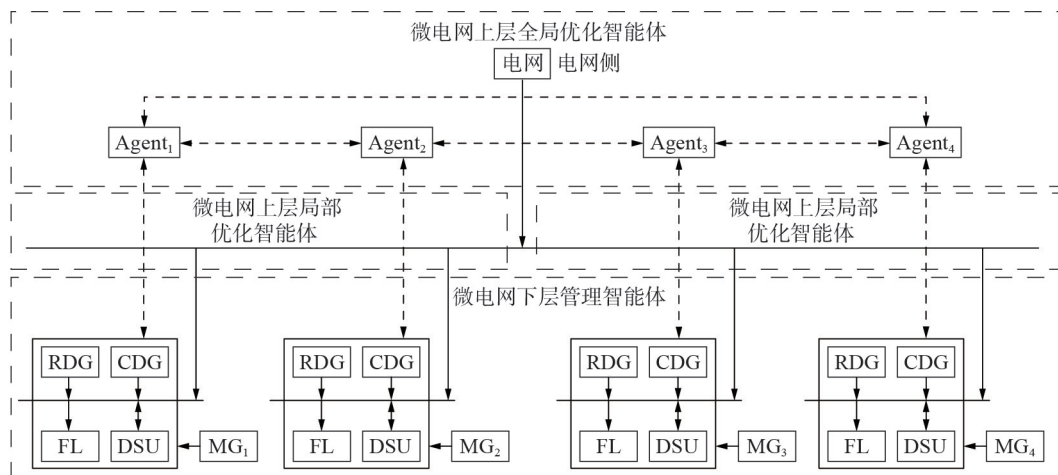 微电网上层全局优化智能体
电网 电网侧
Agent₁ Agent₂ Agent₃ Agent₄
微电网上层局部
优化智能体
微电网上层局部
优化智能体
微电网下层管理智能体
RDG CDG RDG CDG RDG CDG RDG CDG
FL DSU MG₁ FL DSU MG₂ FL DSU MG₃ FL DSU MG₄